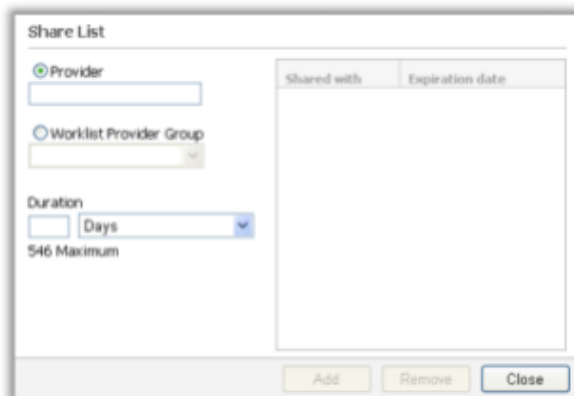 Share List
Provider
Shared with Expiration date
Worklist Provider Group
Duration
Days
546 Maximum
Add Remove Close